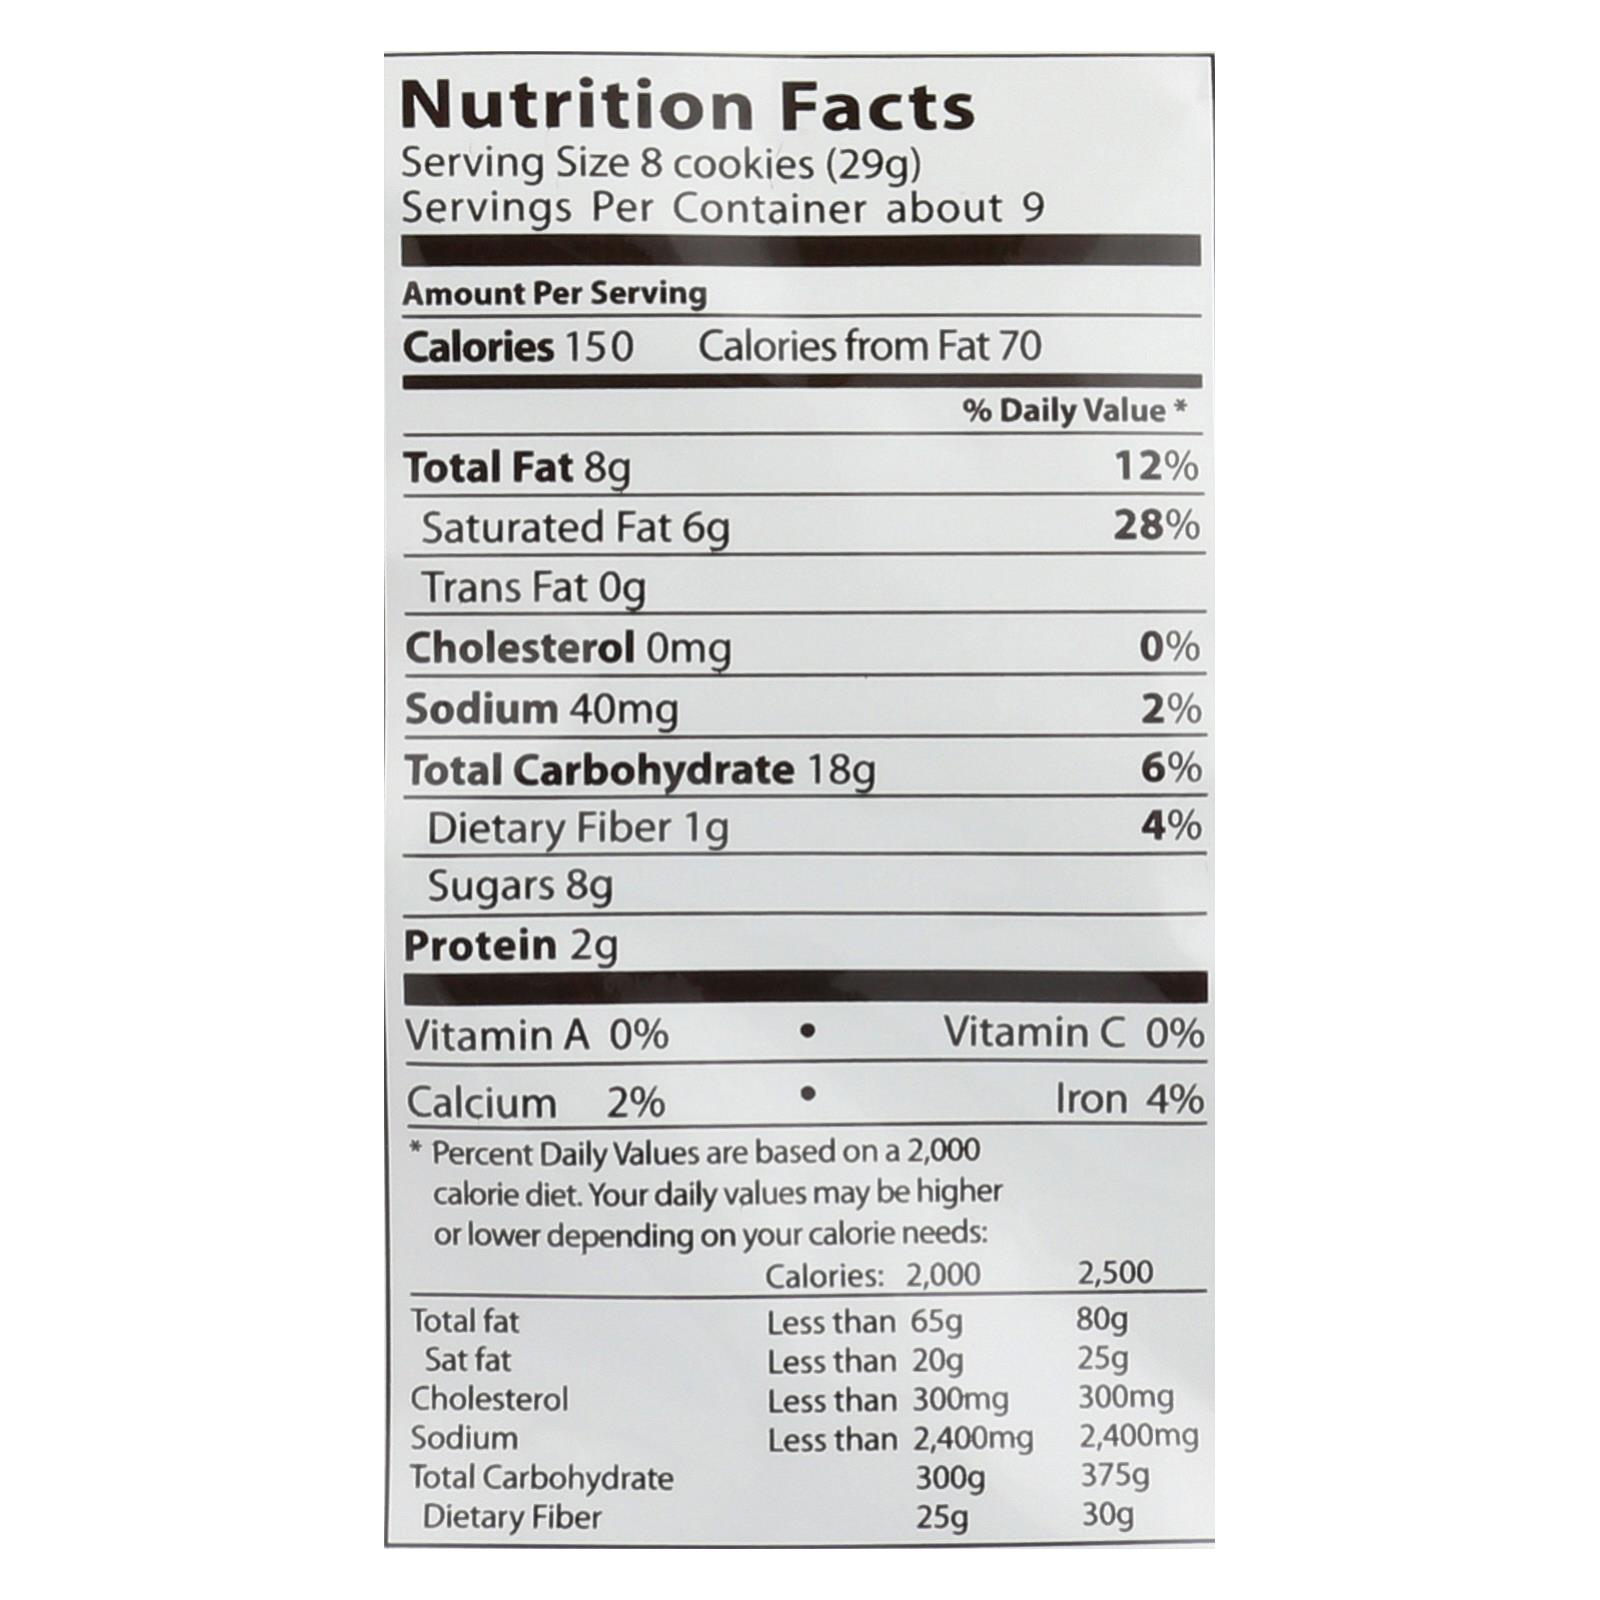 Nutrition Facts
Serving Size 8 cookies (29g)
Servings Per Container about 9
Amount Per Serving
Calories 150 Calories from Fat 70
% Daily Value *
Total Fat 8g 12%
Saturated Fat 6g 28%
Trans Fat 0g
Cholesterol 0mg 0%
Sodium 40mg 2%
Total Carbohydrate 18g 6%
Dietary Fiber 1g 4%
Sugars 8g
Protein 2g
Vitamin A 0% • Vitamin C 0%
Calcium 2% • Iron 4%
* Percent Daily Values are based on a 2,000
calorie diet. Your daily values may be higher
or lower depending on your calorie needs:
Calories: 2,000 2,500
Total fat Less than 65g 80g
Sat fat Less than 20g 25g
Cholesterol Less than 300mg 300mg
Sodium Less than 2,400mg 2,400mg
Total Carbohydrate 300g 375g
Dietary Fiber 25g 30g